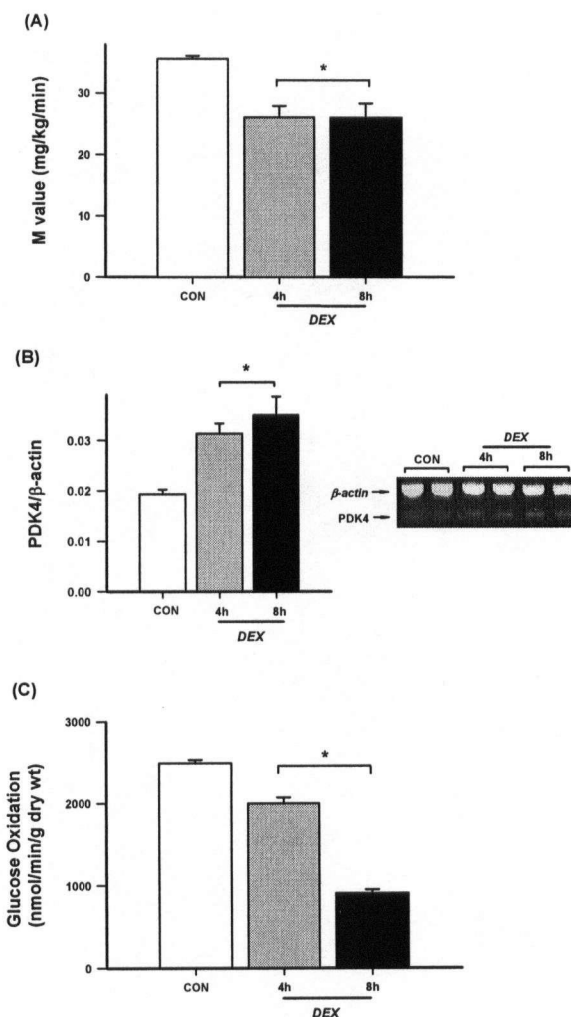 (A)
*
M value (mg/kg/min)
30
20
10
0
CON
4h
8h
DEX
(B)
*
PDK4/β-actin
0.03
0.02
0.01
0.00
CON
4h
8h
DEX
DEX
CON
4h
8h
β-actin
PDK4
(C)
*
Glucose Oxidation
(nmol/min/g dry wt)
3000
2000
1000
0
CON
4h
8h
DEX